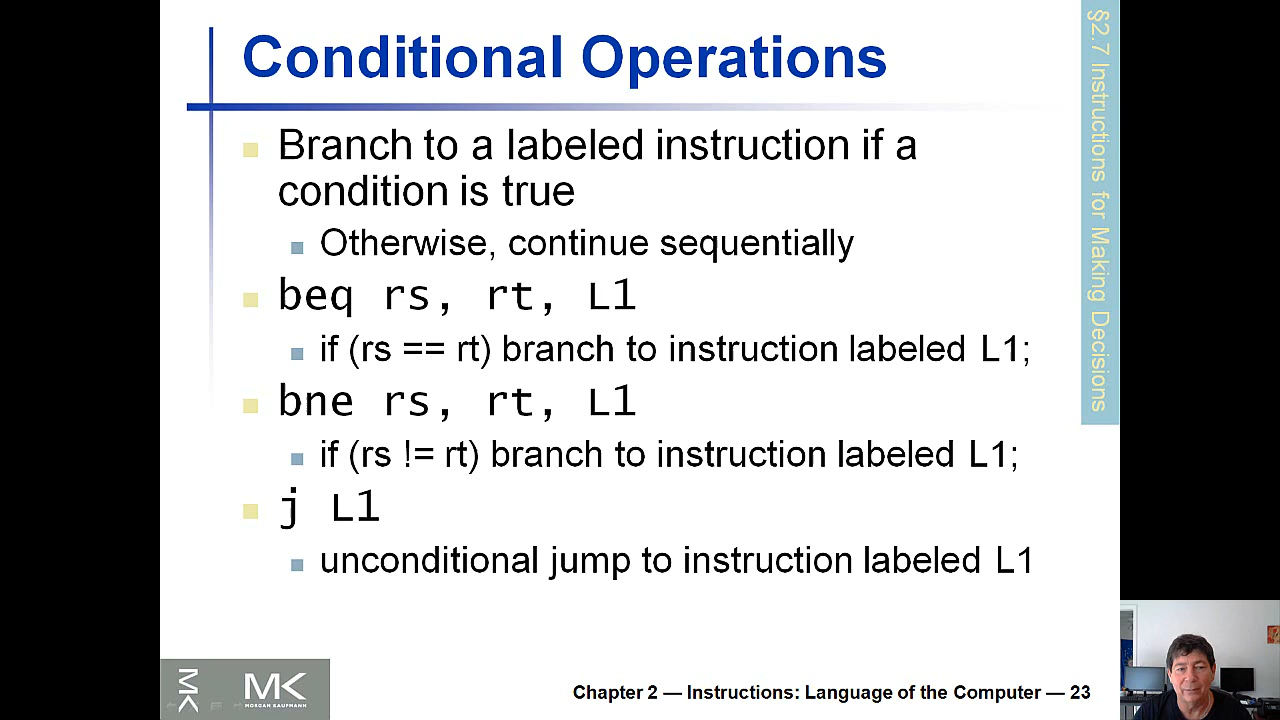 Conditional Operations
§2.7 Instructions for Making Decisions
Branch to a labeled instruction if a
condition is true
Otherwise, continue sequentially
beq rs, rt, L1
if (rs == rt) branch to instruction labeled L1;
bne rs, rt, L1
if (rs != rt) branch to instruction labeled L1;
j L1
unconditional jump to instruction labeled L1
MK
MK
MORGAN KAUFMANN
Chapter 2 — Instructions: Language of the Computer — 23